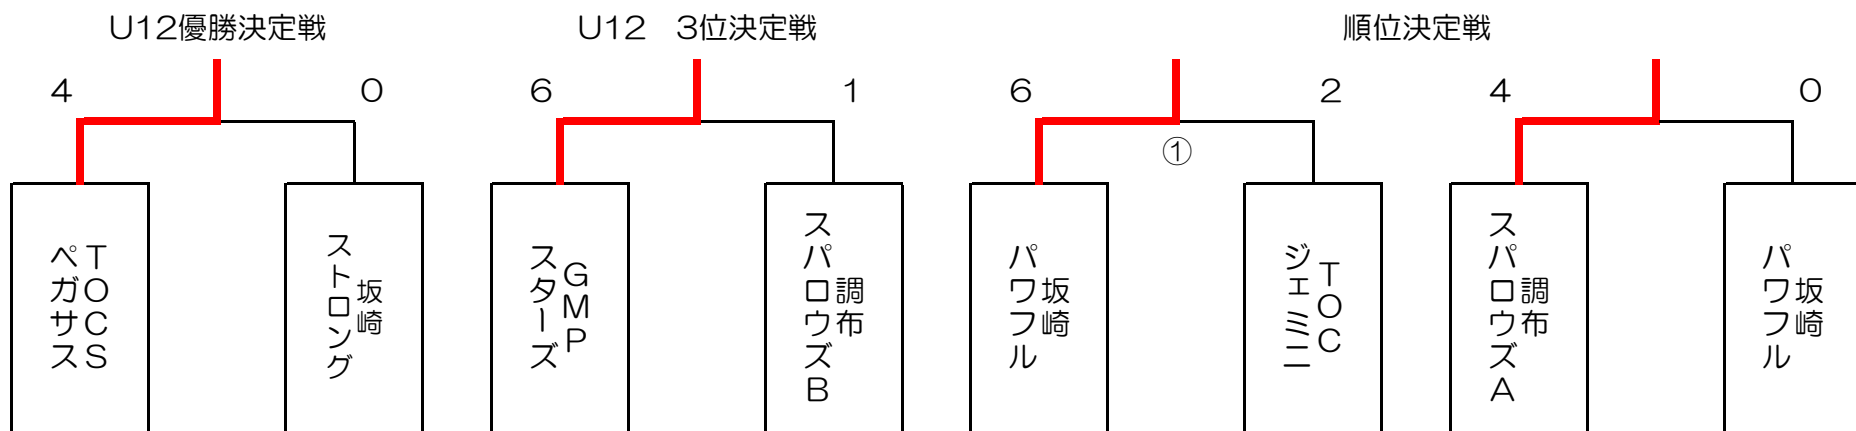 U12優勝決定戦
U12　3位決定戦
順位決定戦
4
0
6
1
6
2
4
0
①
TOCS
ペガサス
坂崎
ストロング
GMP
スターズ
調布
スパロウズB
坂崎
パワフル
TOC
ジェミニ
調布
スパロウズA
坂崎
パワフル